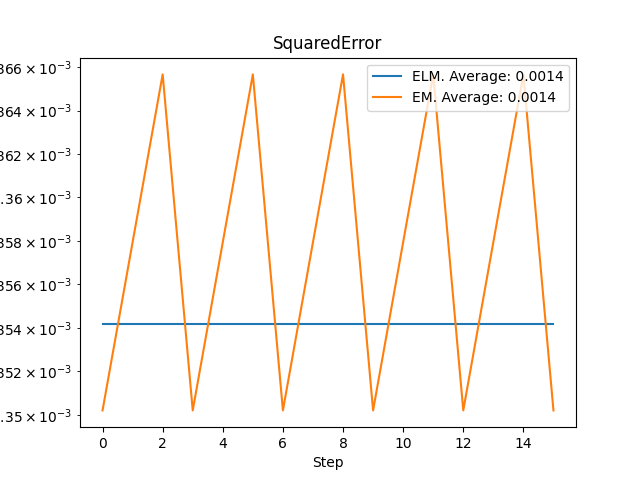 SquaredError
ELM. Average: 0.0014
EM. Average: 0.0014
366 × 10⁻³
364 × 10⁻³
362 × 10⁻³
.36 × 10⁻³
358 × 10⁻³
356 × 10⁻³
354 × 10⁻³
352 × 10⁻³
.35 × 10⁻³
0 2 4 6 8 10 12 14
Step